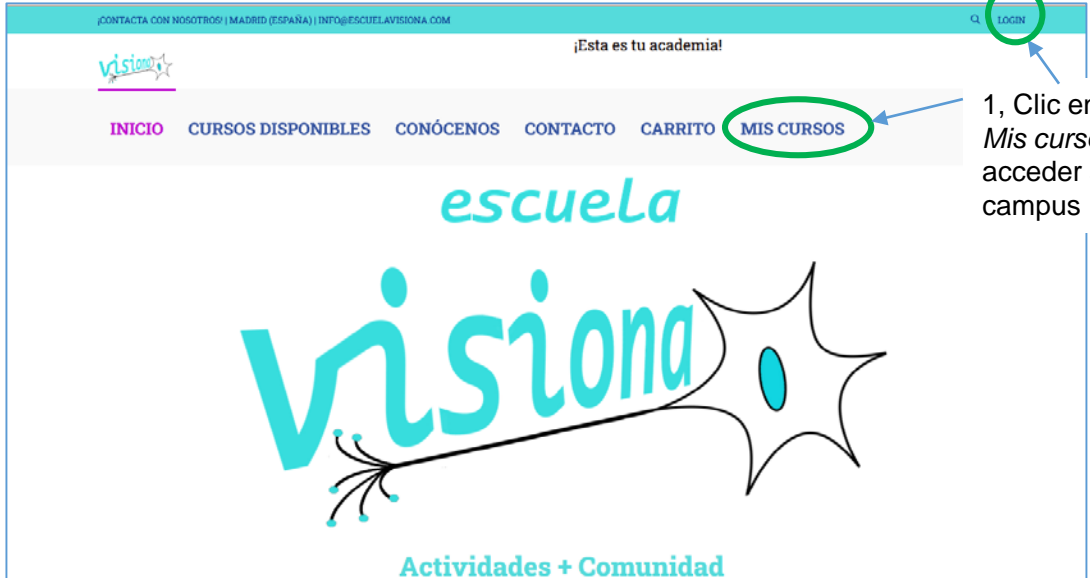 ¡CONTACTA CON NOSOTROS! | MADRID (ESPAÑA) | INFO@ESCUELAVISIONA.COM
LOGIN
visiona
¡Esta es tu academia!
INICIO CURSOS DISPONIBLES CONÓCENOS CONTACTO CARRITO MIS CURSOS
1, Clic en
Mis
acceder
campus
escueLa
visiona
Actividades + Comunidad